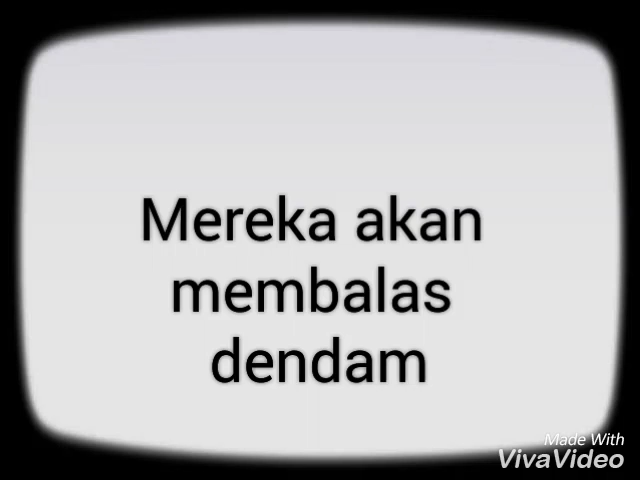 Mereka akan
membalas
dendam
Made With
VivaVideo